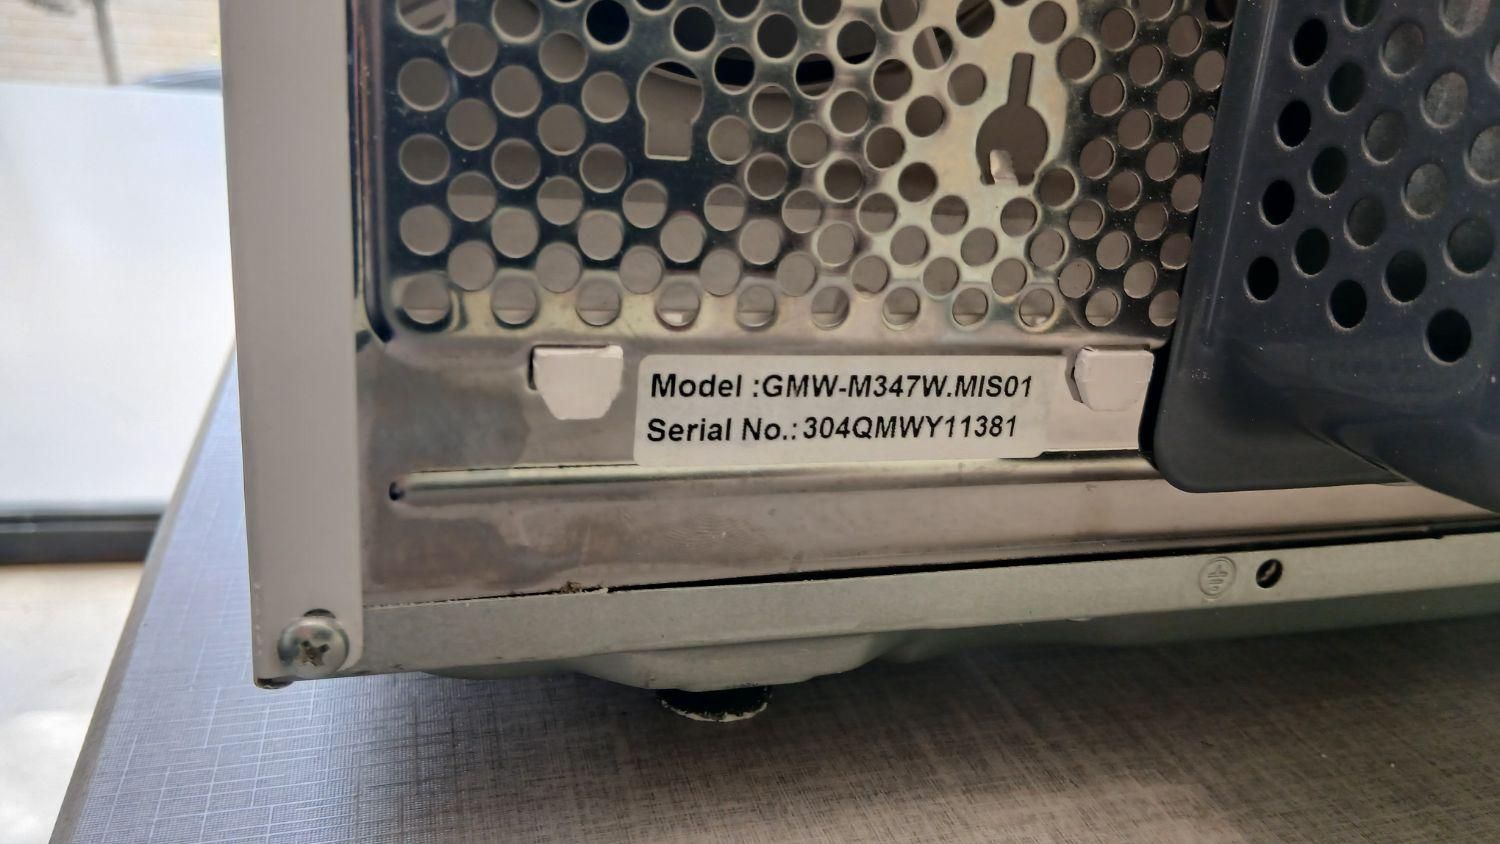 Model :GMW-M347W.MIS01
Serial No.: 304QMWY11381